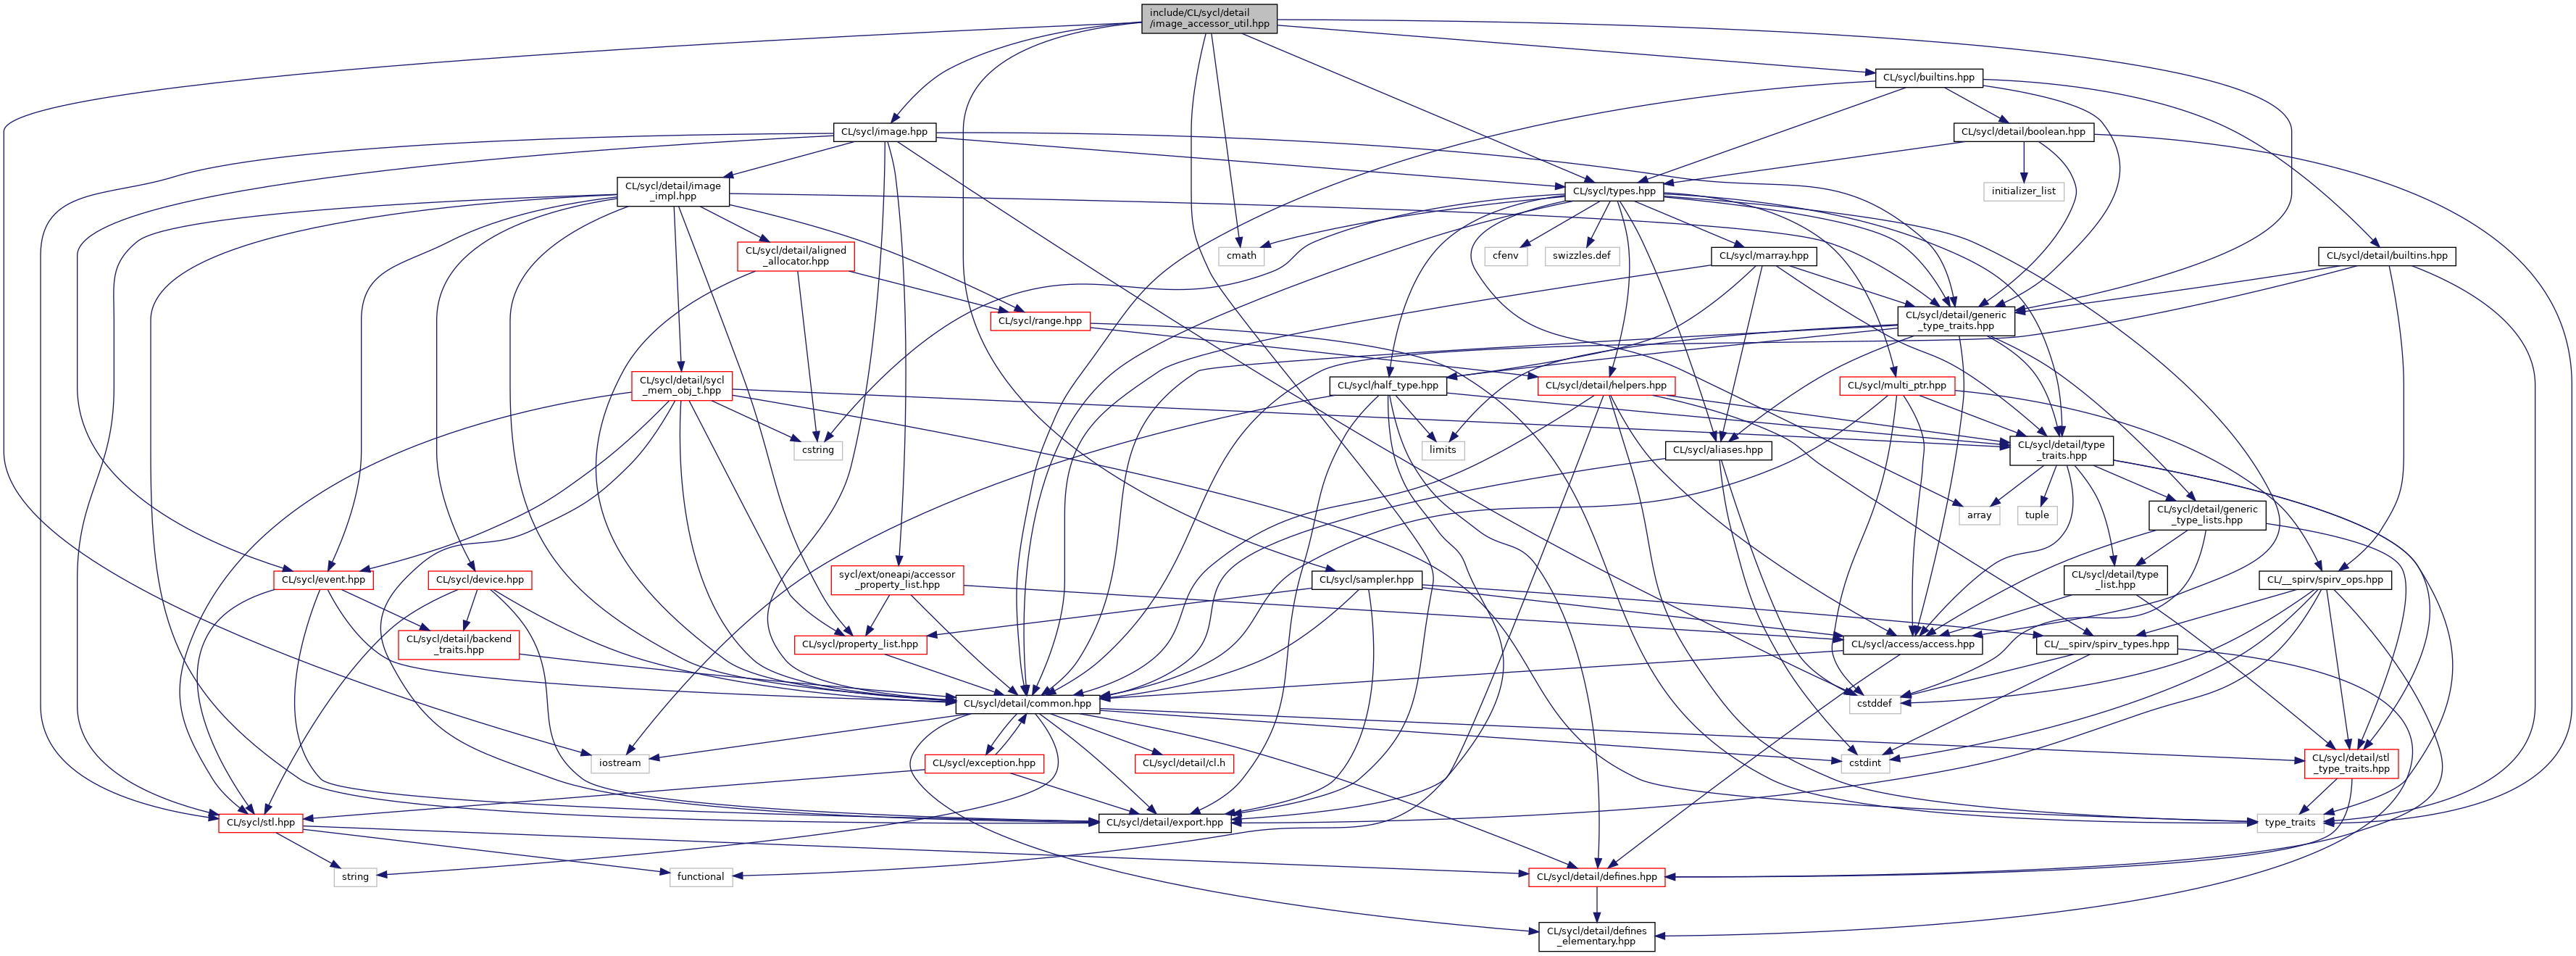 include/CL/sycl/detail
/image_accessor_util.hpp
CL/sycl/builtins.hpp
CL/sycl/image.hpp
CL/sycl/detail/boolean.hpp
CL/sycl/detail/image
_impl.hpp
CL/sycl/types.hpp
initializer_list
CL/sycl/detail/aligned
_allocator.hpp
cmath
cfenv
swizzles.def
CL/sycl/marray.hpp
CL/sycl/detail/builtins.hpp
CL/sycl/range.hpp
CL/sycl/detail/generic
_type_traits.hpp
CL/sycl/detail/sycl
_mem_obj_t.hpp
CL/sycl/half_type.hpp
CL/sycl/detail/helpers.hpp
CL/sycl/multi_ptr.hpp
cstring
limits
CL/sycl/aliases.hpp
CL/sycl/detail/type
_traits.hpp
array
tuple
CL/sycl/detail/generic
_type_lists.hpp
CL/sycl/event.hpp
CL/sycl/device.hpp
sycl/ext/oneapi/accessor
_property_list.hpp
CL/sycl/sampler.hpp
CL/sycl/detail/type
_list.hpp
CL/__spirv/spirv_ops.hpp
CL/sycl/detail/backend
_traits.hpp
CL/sycl/property_list.hpp
CL/sycl/access/access.hpp
CL/__spirv/spirv_types.hpp
CL/sycl/detail/common.hpp
cstddef
iostream
CL/sycl/exception.hpp
CL/sycl/detail/cl.h
cstdint
CL/sycl/detail/stl
_type_traits.hpp
CL/sycl/stl.hpp
CL/sycl/detail/export.hpp
type_traits
string
functional
CL/sycl/detail/defines.hpp
CL/sycl/detail/defines
_elementary.hpp